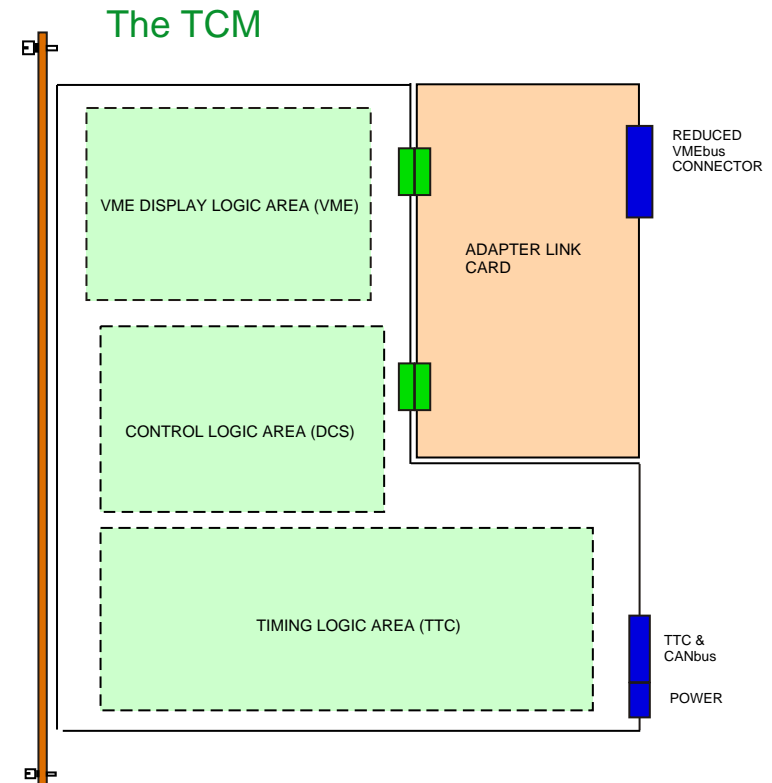 The TCM
REDUCED
VMEbus
CONNECTOR
VME DISPLAY LOGIC AREA (VME)
ADAPTER LINK
CARD
CONTROL LOGIC AREA (DCS)
TIMING LOGIC AREA (TTC)
TTC &
CANbus
POWER